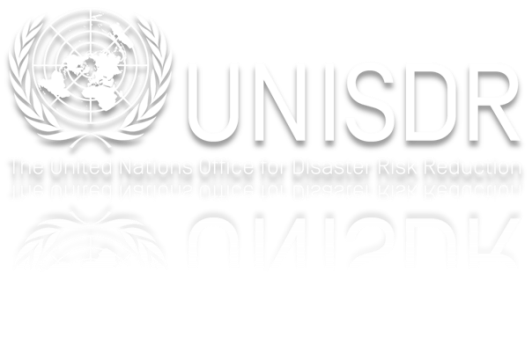 UNISDR
The United Nations Office for Disaster Risk Reduction